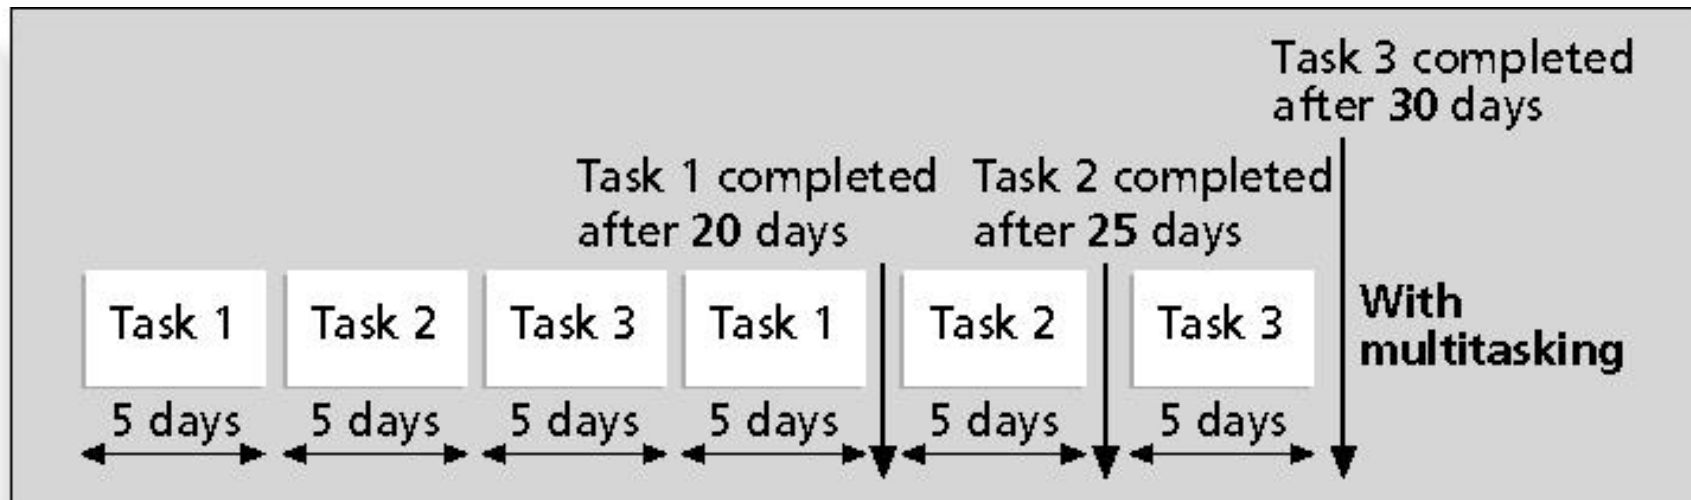 Task 3 completed
after 30 days
Task 1 completed
after 20 days
Task 2 completed
after 25 days
Task 1
Task 2
Task 3
Task 1
Task 2
Task 3
With
multitasking
5 days
5 days
5 days
5 days
5 days
5 days